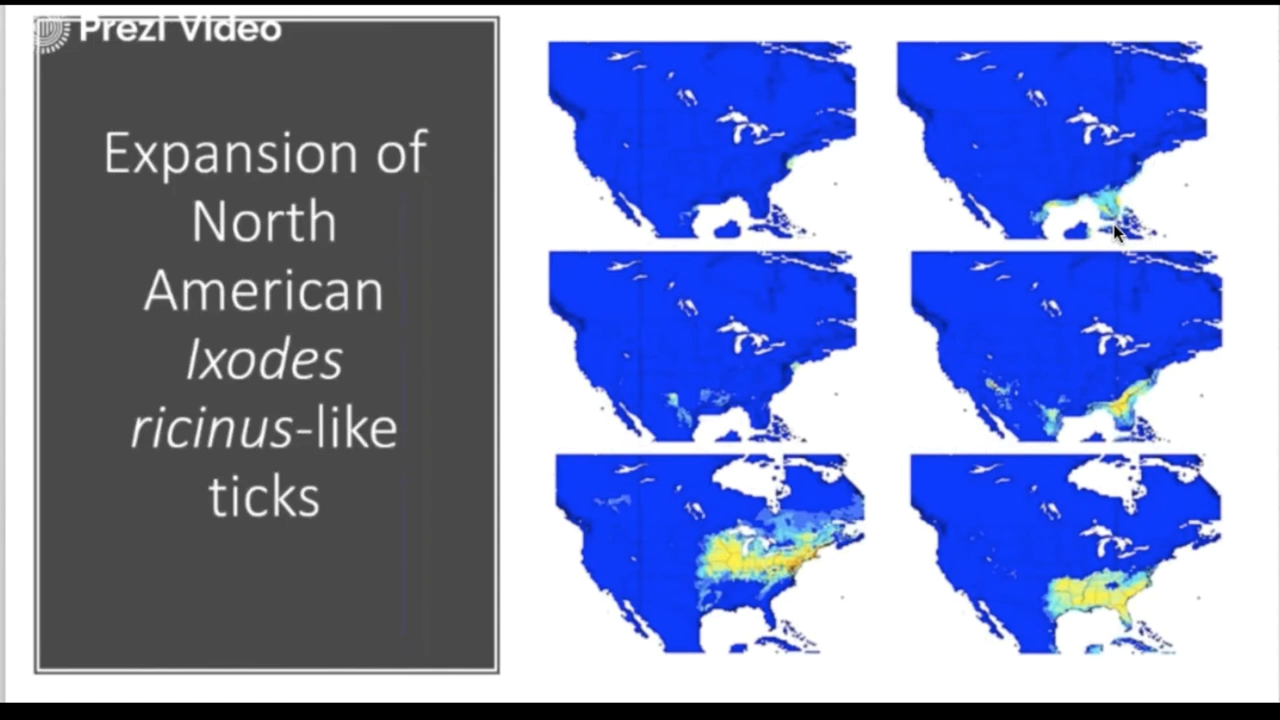 Prezi Video
Expansion of
North
American
Ixodes
ricinus-like
ticks